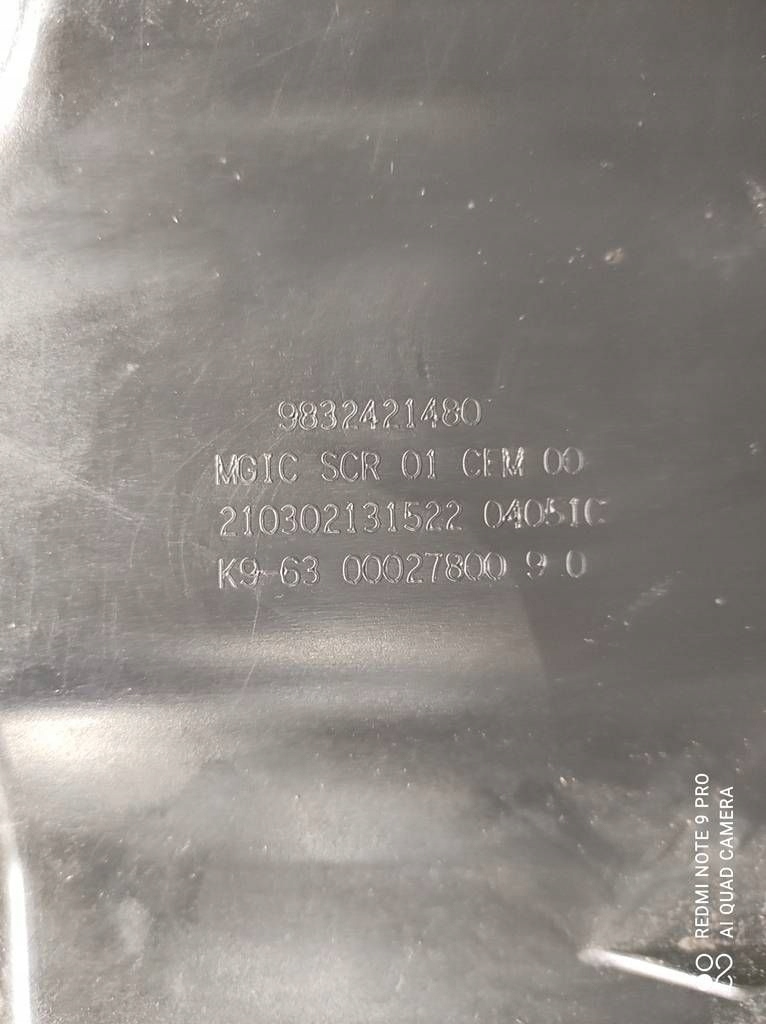 9832421480
MGIC SCR 01 CEM 00
210302131522 04051C
K9-63 00027800 9 0
REDMI NOTE 9 PRO
AI QUAD CAMERA